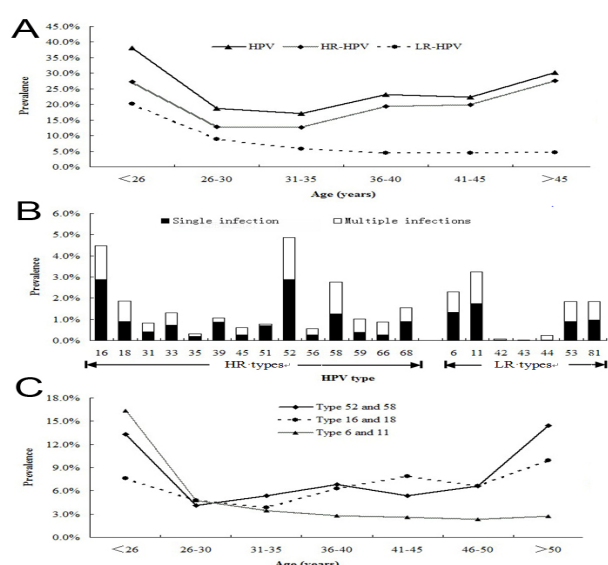 A
45.0%
40.0%
35.0%
30.0%
25.0%
20.0%
15.0%
10.0%
5.0%
0.0%
Prevalence
HPV HR-HPV LR-HPV
<26 26-30 31-35 36-40 41-45 >45
Age (years)
B
6.0%
5.0%
4.0%
3.0%
2.0%
1.0%
0.0%
Prevalence
Single infection Multiple infections
16 18 31 33 35 39 45 51 52 56 58 59 66 68 6 11 42 43 44 53 81
HR types HPV type LR types
C
18.0%
15.0%
12.0%
9.0%
6.0%
3.0%
0.0%
Prevalence
Type 52 and 58
Type 16 and 18
Type 6 and 11
<26 26-30 31-35 36-40 41-45 46-50 >50
Age (years)